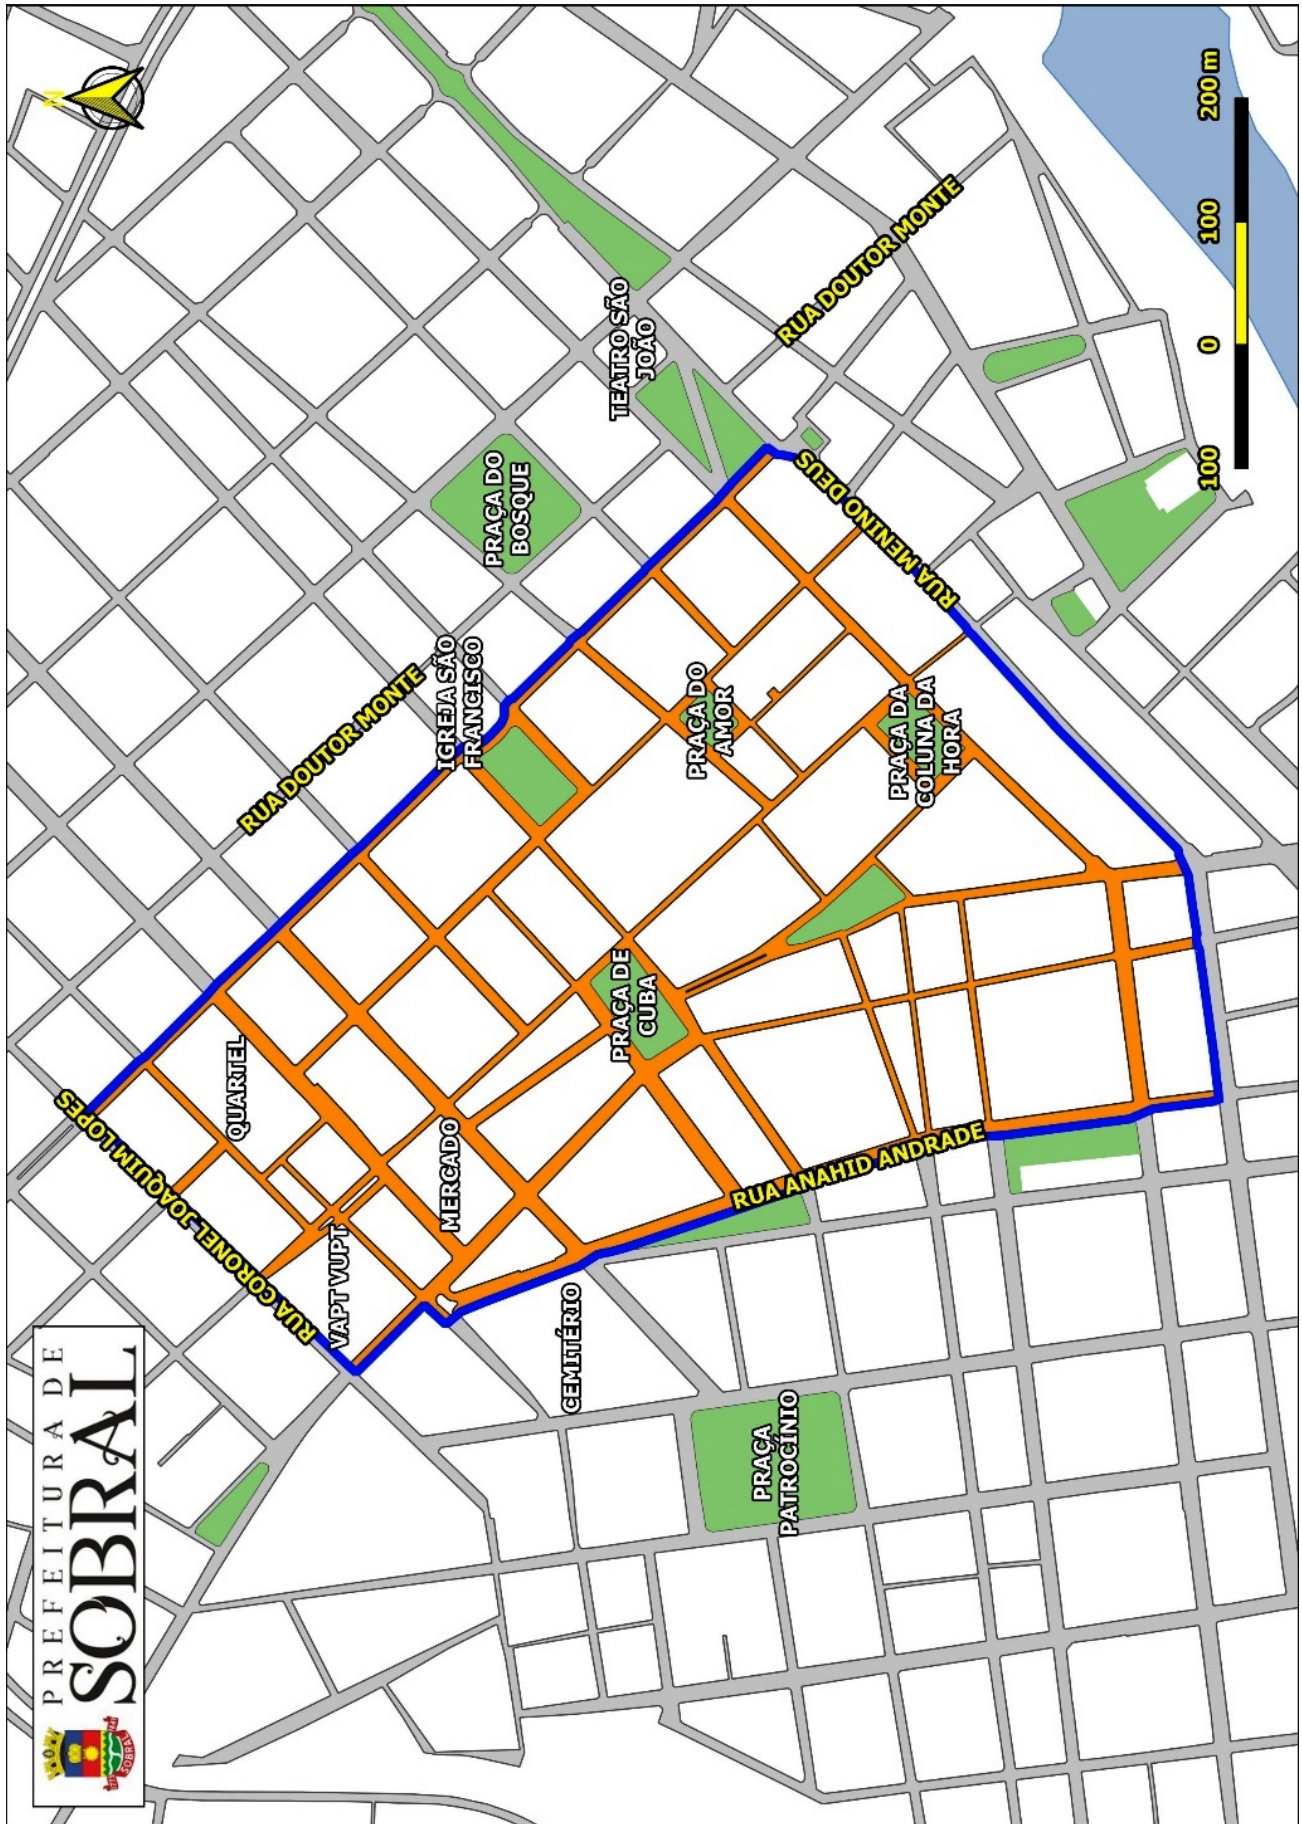 N
PREFEITURA DE
SOBRAL
SOBRAL
RUA CORONEL JOAQUIM LOPES
QUARTEL
RUA DOUTOR MONTE
VAPT VUPT
MERCADO
IGREJA SÃO
FRANCISCO
PRAÇA DO
BOSQUE
CEMITÉRIO
TEATRO SÃO
JOÃO
PRAÇA DE
CUBA
PRAÇA DO
AMOR
PRAÇA
PATROCÍNIO
RUA ANAHID ANDRADE
RUA DOUTOR MONTE
RUA MENINO DEUS
PRAÇA DA
COLUNA DA
HORA
100 0 100 200 m